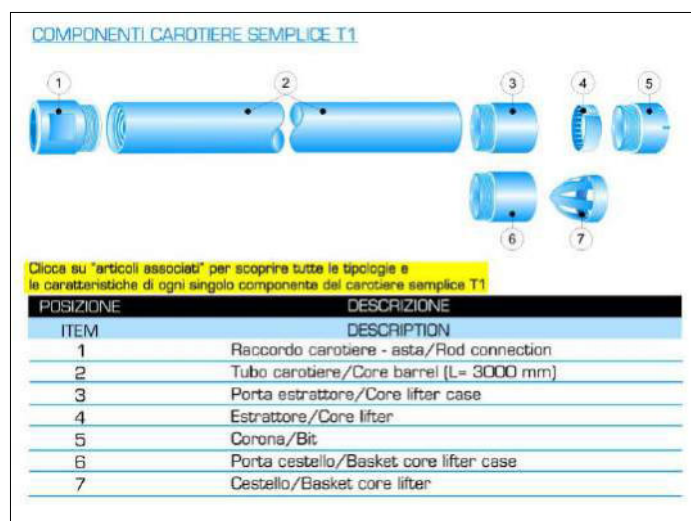 COMPONENTI CAROTIERE SEMPLICE T1
1 2 3 4 5
6 7
Clicca su "articoli associati" per scoprire tutte le tipologie e
le caratteristiche di ogni singolo componente del carotiere semplice T1
POSIZIONE DESCRIZIONE
ITEM DESCRIPTION
1 Raccordo carotiere - asta/Rod connection
2 Tubo carotiere/Core barrel (L= 3000 mm)
3 Porta estrattore/Core lifter case
4 Estrattore/Core lifter
5 Corona/Bit
6 Porta cestello/Basket core lifter case
7 Cestello/Basket core lifter